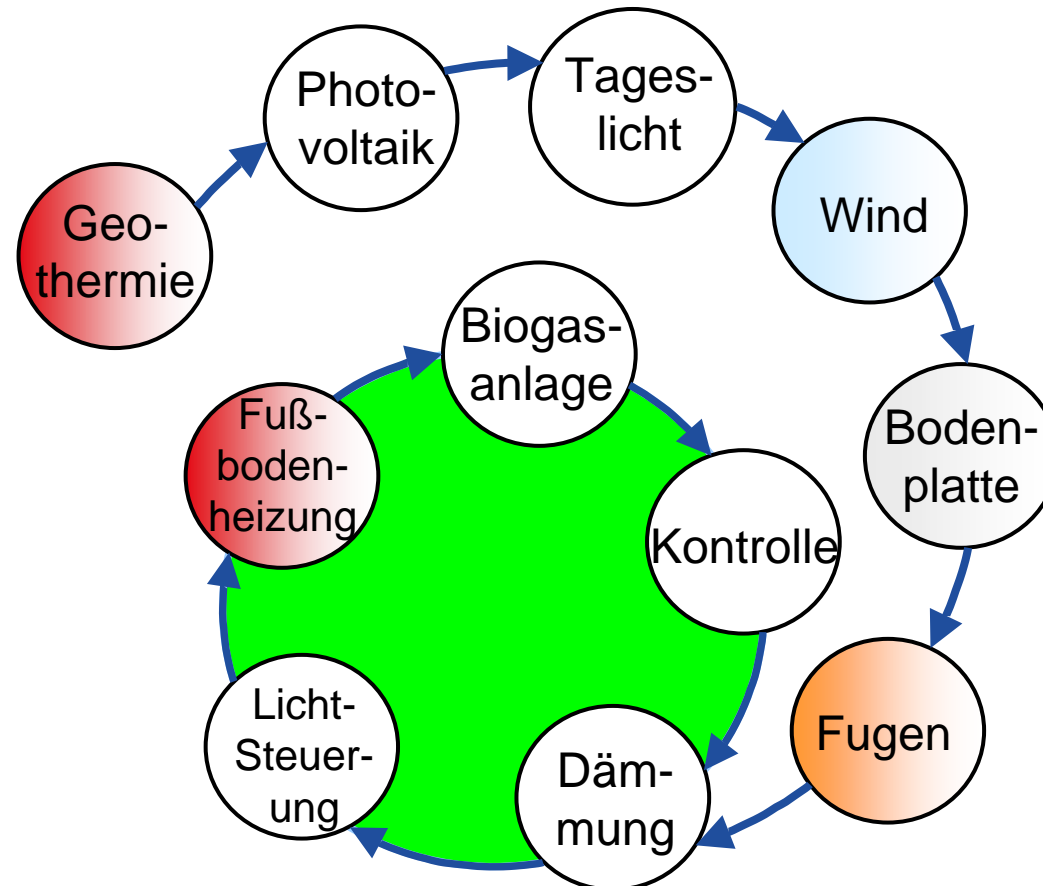 Geo-
thermie
Photo-
voltaik
Tages-
licht
Wind
Boden-
platte
Fugen
Däm-
mung
Licht-
Steuer-
ung
Fuß-
boden-
heizung
Biogas-
anlage
Kontrolle